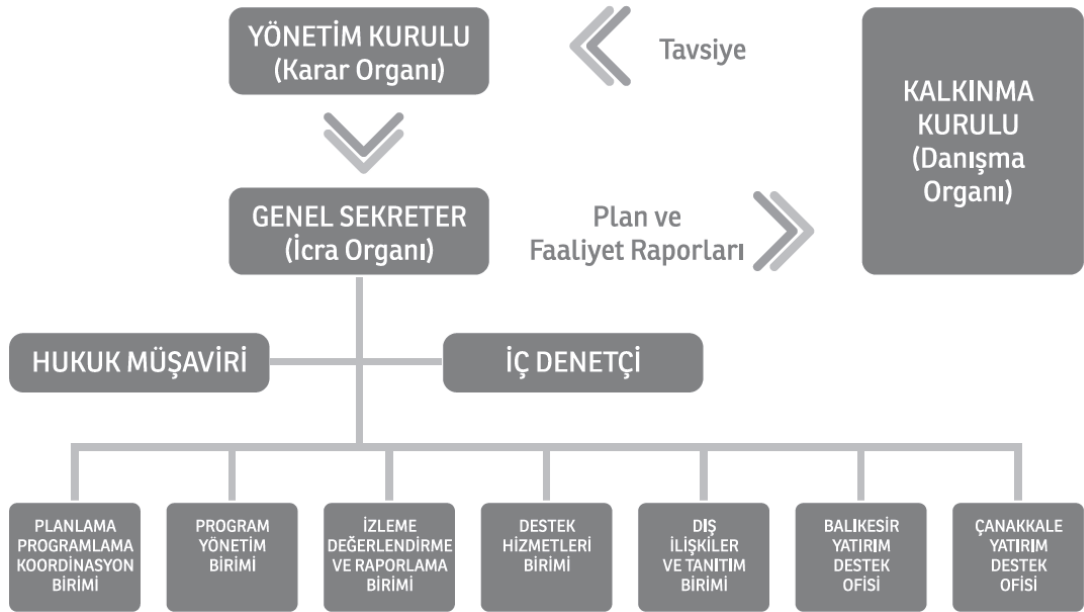 YÖNETİM KURULU
(Karar Organı)
Tavsiye
KALKINMA
KURULU
(Danışma
Organı)
GENEL SEKRETER
(İcra Organı)
Plan ve
Faaliyet Raporları
HUKUK MÜŞAVİRİ
İÇ DENETÇİ
PLANLAMA
PROGRAMLAMA
KOORDİNASYON
BİRİMİ
PROGRAM
YÖNETİM
BİRİMİ
İZLEME
DEĞERLENDİRME
VE RAPORLAMA
BİRİMİ
DESTEK
HİZMETLERİ
BİRİMİ
DIŞ
İLİŞKİLER
VE TANITIM
BİRİMİ
BALIKESİR
YATIRIM
DESTEK
OFİSİ
ÇANAKKALE
YATIRIM
DESTEK
OFİSİ